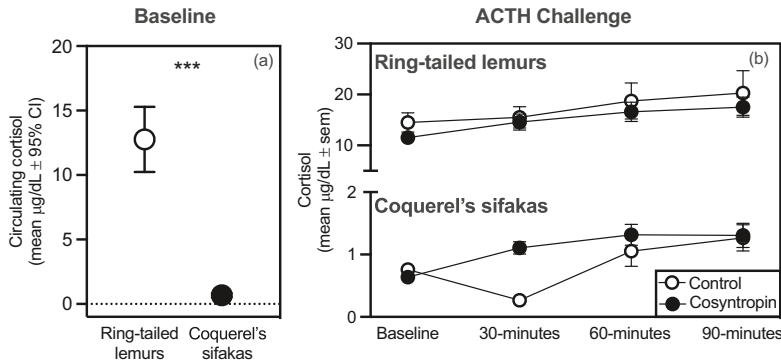 Baseline
ACTH Challenge
(a)
***
20
15
10
5
0
Circulating cortisol
(mean µg/dL ± 95% CI)
Ring-tailed
lemurs
Coquerel's
sifakas
(b)
Ring-tailed lemurs
30
20
10
Cortisol
(mean µg/dL ± sem)
Coquerel's sifakas
2
1
0
Control
Cosyntropin
Baseline 30-minutes 60-minutes 90-minutes